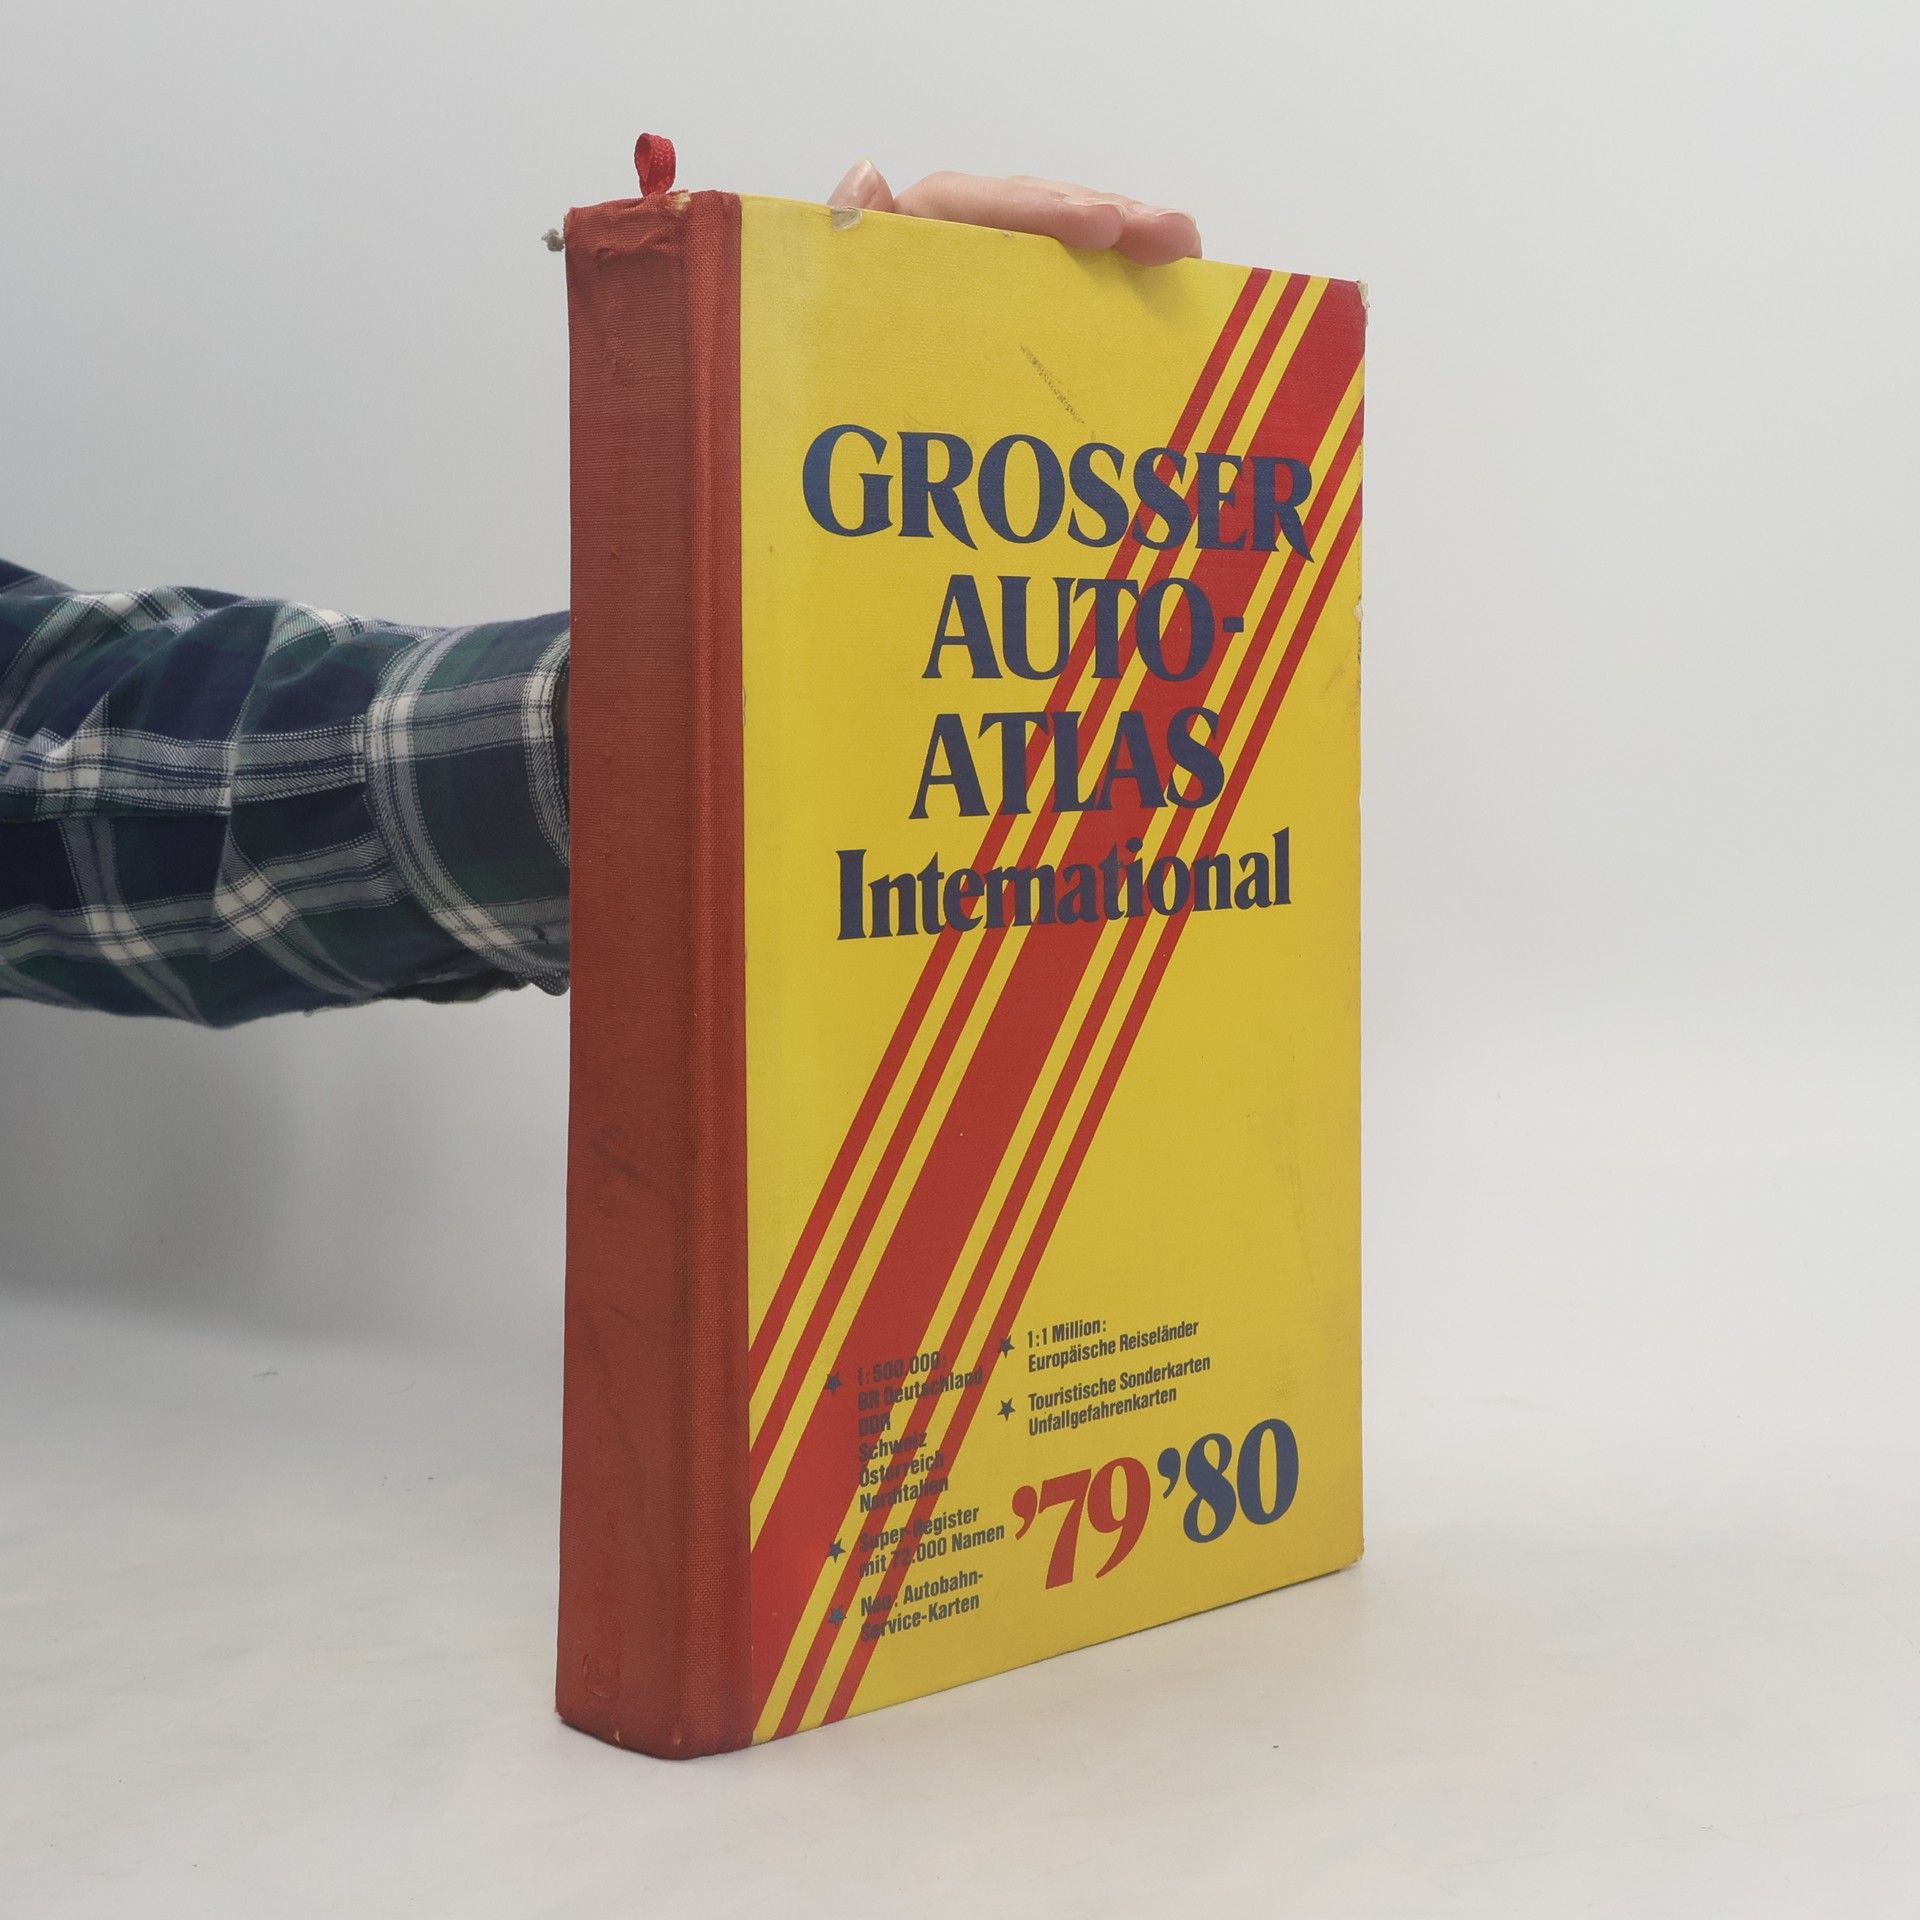 GROSSER
AUTO-
ATLAS
International
★ 1:500.000:
BR Deutschland
DDR
Schweiz
Österreich
Norditalien
★ Super-Register
mit 72.000 Namen
★ Neu: Autobahn-
Service-Karten
★ 1:1 Million:
Europäische Reiseländer
★ Touristische Sonderkarten
Unfallgefahrenkarten
’79 ’80